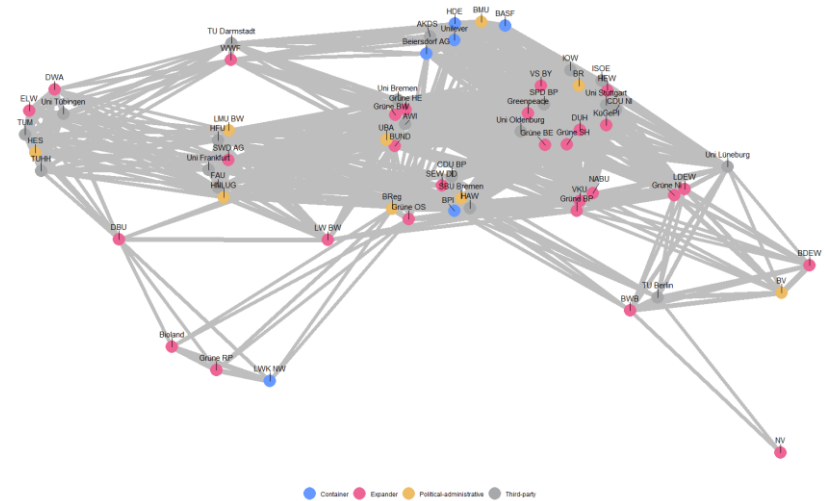 HDE
BMU
BASF
AKDS
Unilever
Beiersdorf AG
TU Darmstadt
WWF
IOW
ISOE
BR
HEW
VS BY
Uni Stuttgart
SPD BP
CDU NI
Greenpeace
KüGePl
Uni Oldenburg
DUH
Grüne BE
Grüne SH
DWA
ELW
Uni Tübingen
TUM
HES
TUHH
Uni Bremen
Grüne HE
Grüne BW
AWI
UBA
BUND
LMU BW
HFU
SWD AG
Uni Frankfurt
FAU
HMLUG
Uni Lüneburg
CDU BP
SEW DD
SBU Bremen
HAW
BPI
BReg
Grüne OS
NABU
VKU
Grüne BP
LDEW
Grüne NI
DBU
LW BW
BDEW
BV
TU Berlin
BWB
Bioland
Grüne RP
LWK NW
NV
Container
Expander
Political-administrative
Third-party